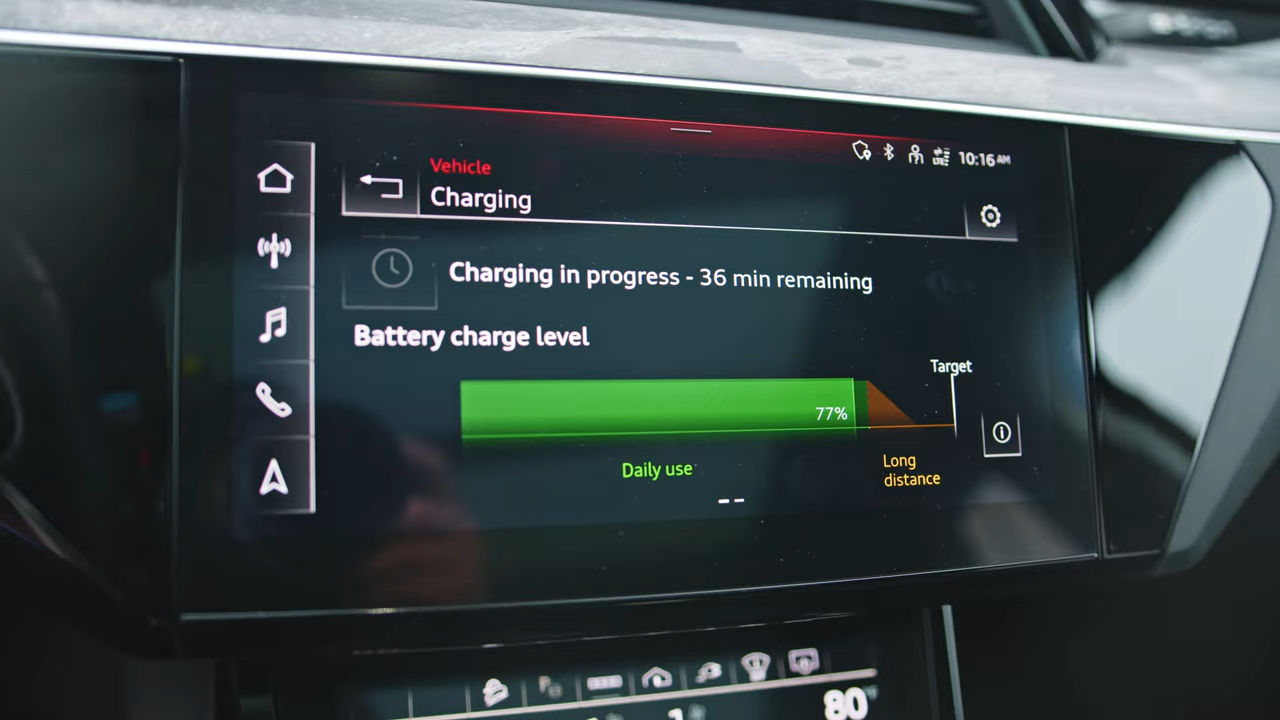 10:16 AM
Vehicle
Charging
Charging in progress - 36 min remaining
Battery charge level
Target
77%
Daily use
Long
distance
80